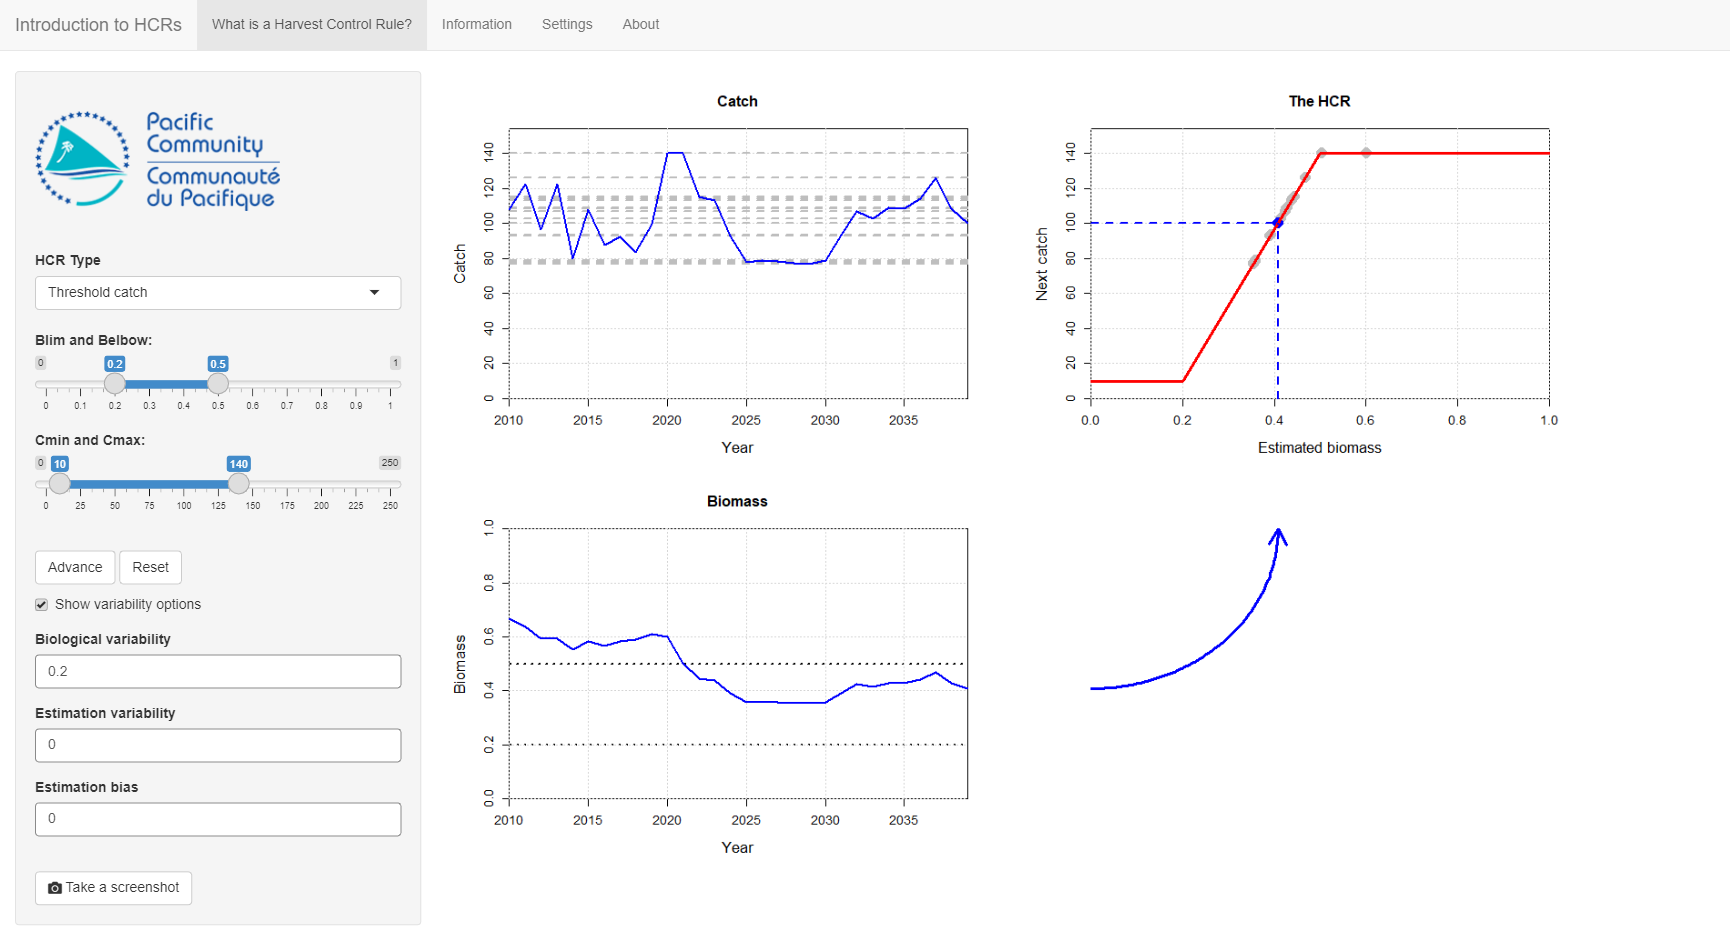 Introduction to HCRs What is a Harvest Control Rule? Information Settings About
Pacific
Community
Communauté
du Pacifique
HCR Type
Threshold catch
Blim and Belbow:
0 0.2 0.5 1
0 0.1 0.2 0.3 0.4 0.5 0.6 0.7 0.8 0.9 1
Cmin and Cmax:
0 10 140 250
0 25 50 75 100 125 150 175 200 225 250
Advance Reset
Show variability options
Biological variability
0.2
Estimation variability
0
Estimation bias
0
Take a screenshot
Catch
Catch
0 20 40 60 80 100 120 140
2010 2015 2020 2025 2030 2035
Year
The HCR
Next catch
0 20 40 60 80 100 120 140
0.0 0.2 0.4 0.6 0.8 1.0
Estimated biomass
Biomass
Biomass
0.0 0.2 0.4 0.6 0.8 1.0
2010 2015 2020 2025 2030 2035
Year